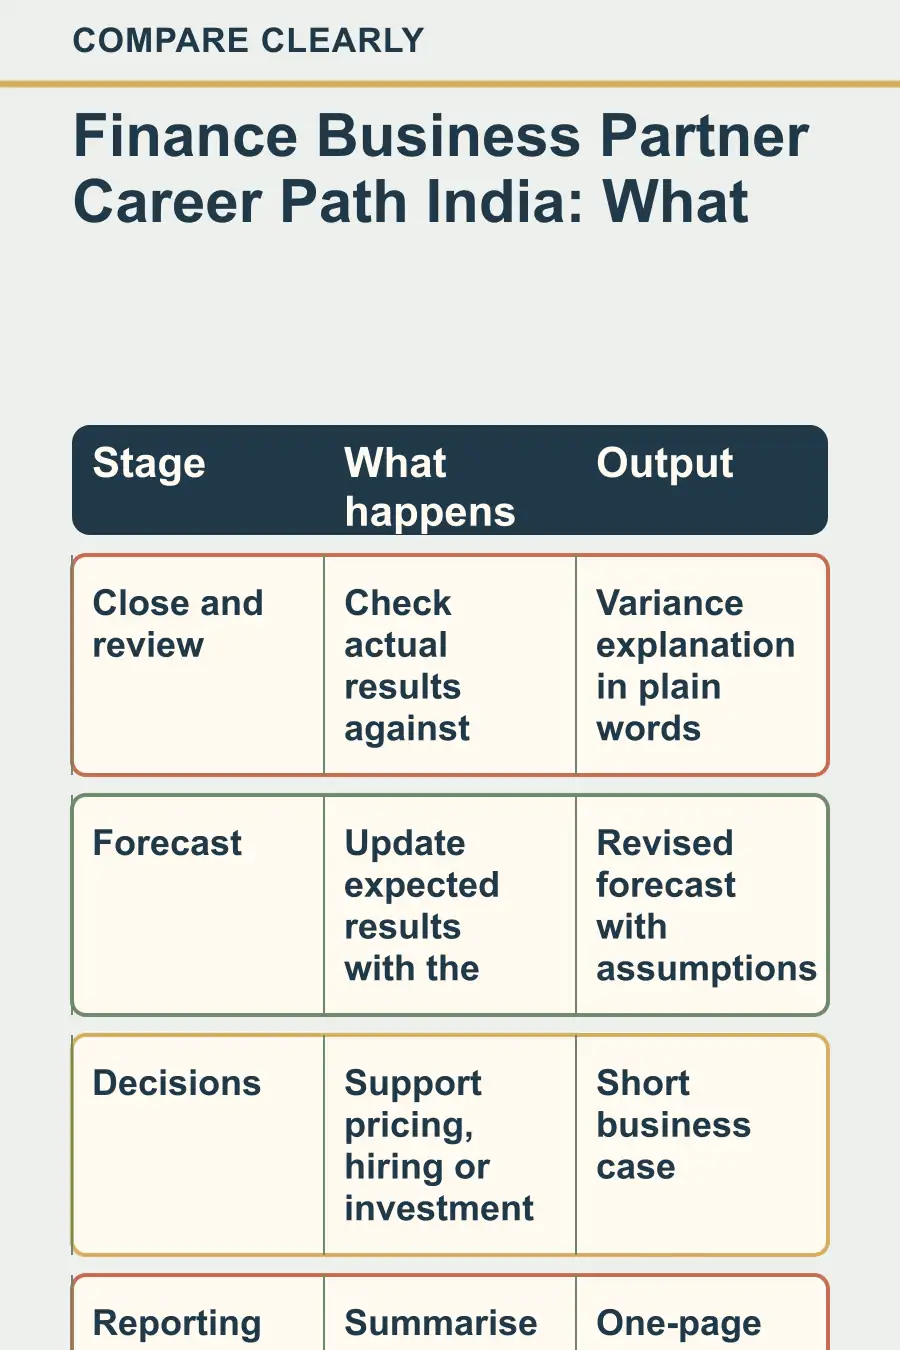 COMPARE CLEARLY
Finance Business Partner
Career Path India: What
Stage
What
happens
Output
Close and
review
Check
actual
results
against
Variance
explanation
in plain
words
Forecast
Update
expected
results
with the
Revised
forecast
with
assumptions
Decisions
Support
pricing,
hiring or
investment
Short
business
case
Reporting
Summarise
One-page